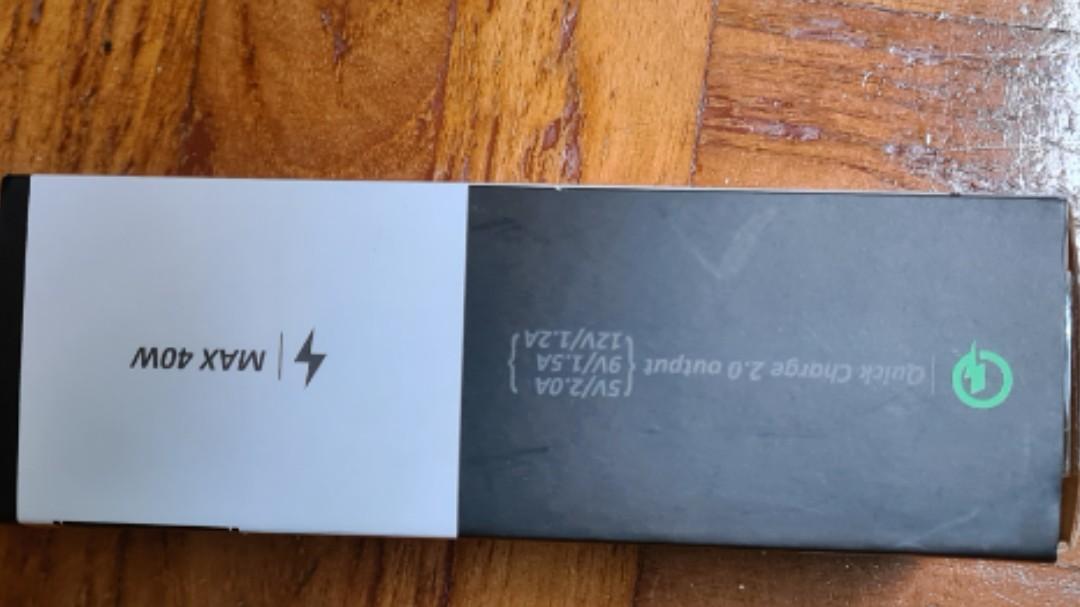 Quick Charge 2.0 output
{ 5V/2.0A }
9V/1.5A
12V/1.2A
MAX 40W